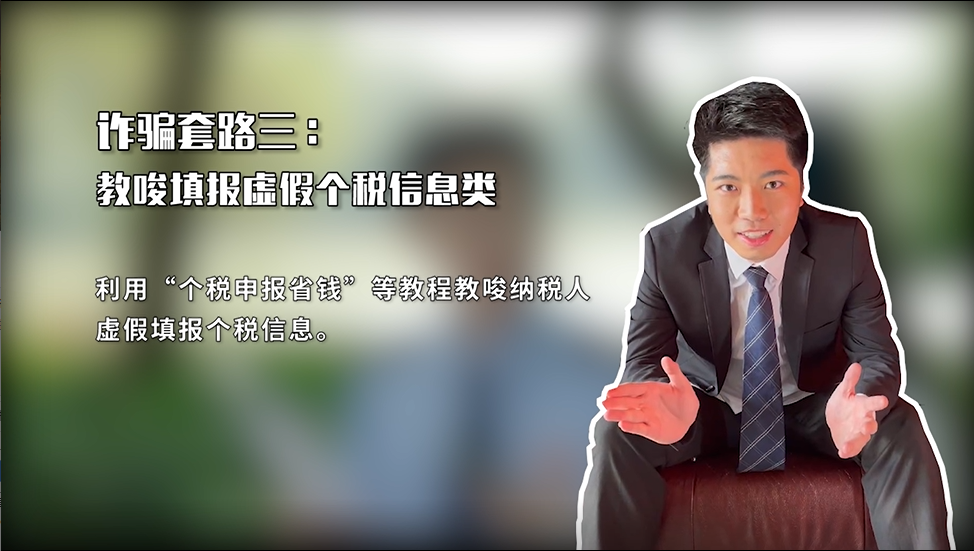 诈骗套路三：
教唆填报虚假个税信息类
利用“个税申报省钱”等教程教唆纳税人
虚假填报个税信息。